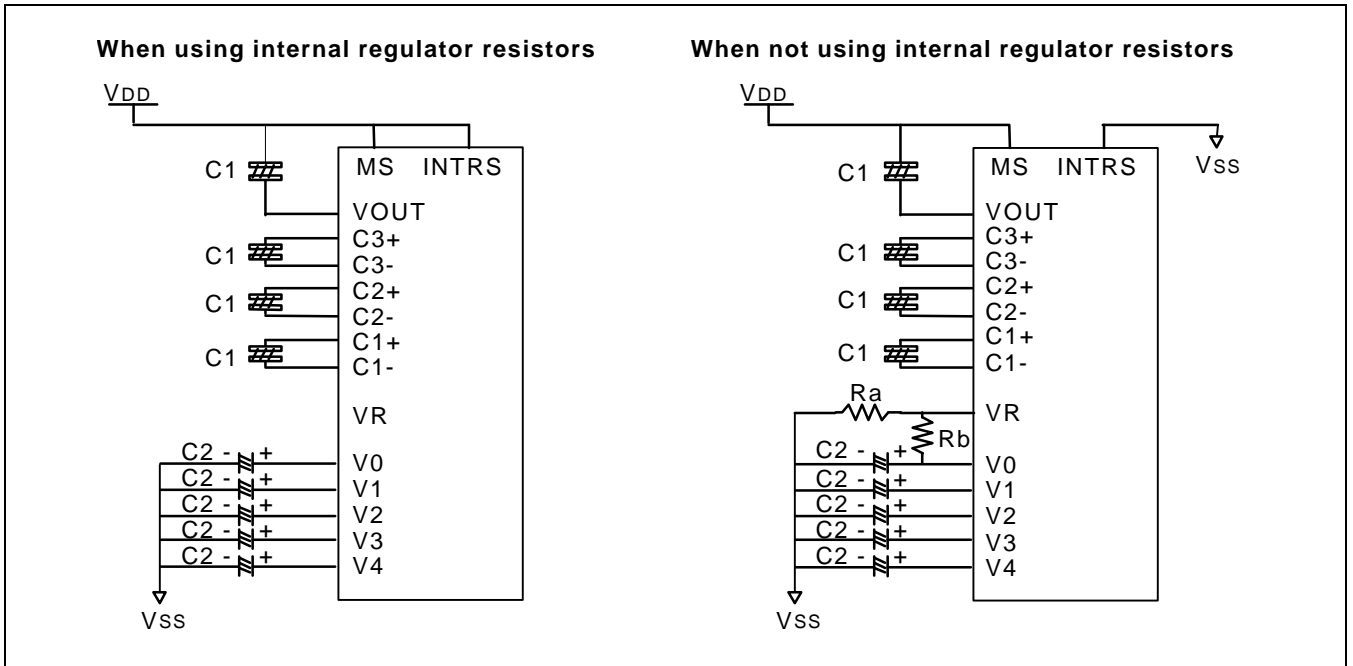 When using internal regulator resistors
VDD
C1
MS INTRS
VOUT
C1
C3+
C3-
C1
C2+
C2-
C1
C1+
C1-
VR
C2 - +
V0
C2 - +
V1
C2 - +
V2
C2 - +
V3
C2 - +
V4
Vss
When not using internal regulator resistors
VDD
C1
MS INTRS
Vss
VOUT
C1
C3+
C3-
C1
C2+
C2-
C1
C1+
C1-
Ra
VR
Rb
C2 - +
V0
C2 - +
V1
C2 - +
V2
C2 - +
V3
C2 - +
V4
Vss